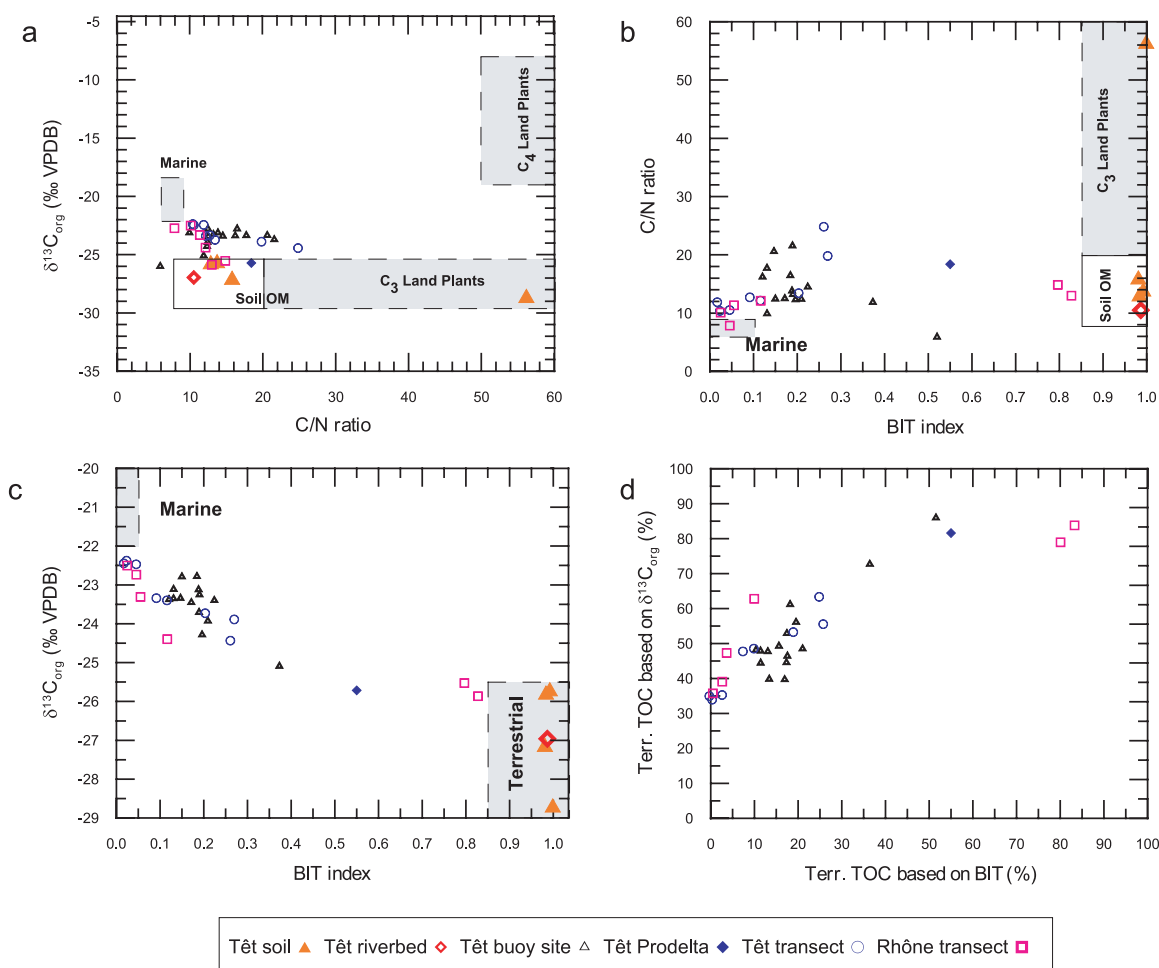 a
-5
-10
-15
-20
-25
-30
-35
δ13Corg (‰ VPDB)
Marine
C4 Land Plants
C3 Land Plants
Soil OM
0 10 20 30 40 50 60
C/N ratio
b
60
50
40
30
20
10
0
C/N ratio
C3 Land Plants
Soil OM
Marine
0.0 0.1 0.2 0.3 0.4 0.5 0.6 0.7 0.8 0.9 1.0
BIT index
c
-20
-21
-22
-23
-24
-25
-26
-27
-28
-29
δ13Corg (‰ VPDB)
Marine
Terrestrial
0.0 0.1 0.2 0.3 0.4 0.5 0.6 0.7 0.8 0.9 1.0
BIT index
d
100
90
80
70
60
50
40
30
20
10
0
Terr. TOC based on δ13Corg (%)
0 10 20 30 40 50 60 70 80 90 100
Terr. TOC based on BIT (%)
Têt soil Têt riverbed Têt buoy site Têt Prodelta Têt transect Rhône transect